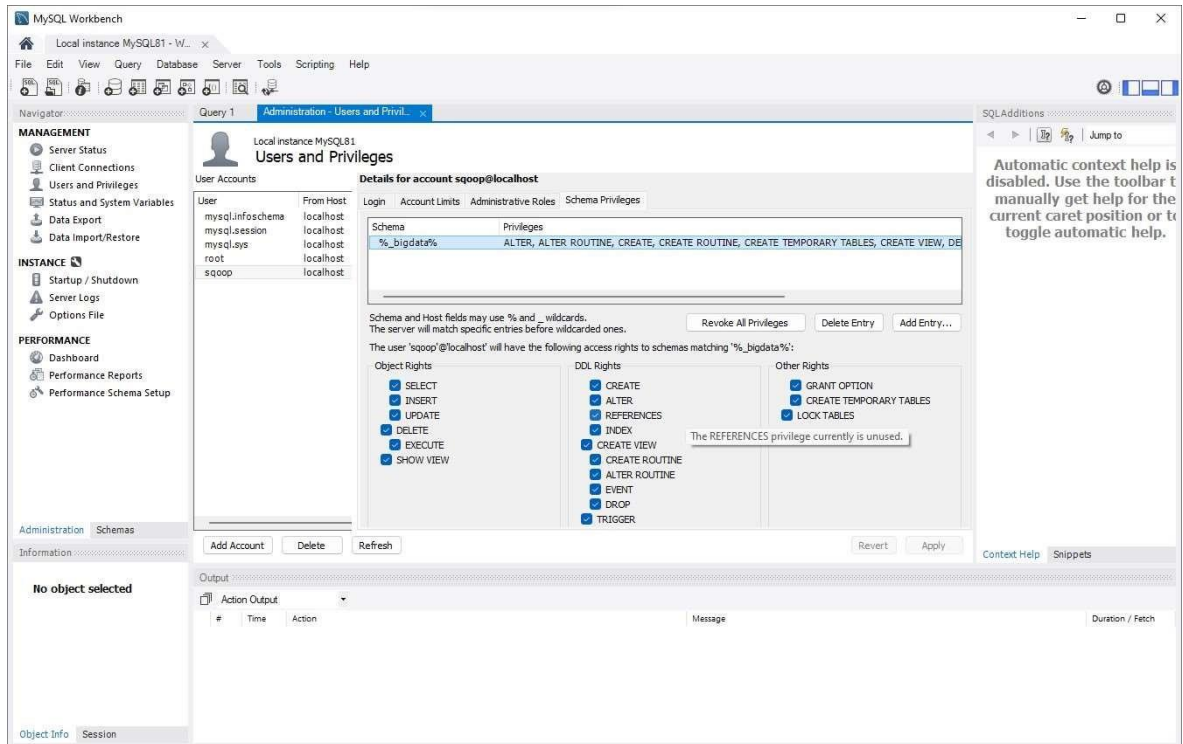 MySQL Workbench
Local instance MySQL81 - W... x
File Edit View Query Database Server Tools Scripting Help
Navigator
MANAGEMENT
Server Status
Client Connections
Users and Privileges
Status and System Variables
Data Export
Data Import/Restore
INSTANCE
Startup / Shutdown
Server Logs
Options File
PERFORMANCE
Dashboard
Performance Reports
Performance Schema Setup
Administration Schemas
Information
No object selected
Object Info Session
Query 1 Administration - Users and Privil... x
Local instance MySQL81
Users and Privileges
User Accounts
User From Host
mysql.infoschema localhost
mysql.session localhost
mysql.sys localhost
root localhost
sqoop localhost
Add Account Delete Refresh
Details for account sqoop@localhost
Login Account Limits Administrative Roles Schema Privileges
Schema Privileges
%_bigdata% ALTER, ALTER ROUTINE, CREATE, CREATE ROUTINE, CREATE TEMPORARY TABLES, CREATE VIEW, DE
Schema and Host fields may use % and _ wildcards.
The server will match specific entries before wildcarded ones.
Revoke All Privileges Delete Entry Add Entry...
The user 'sqoop'@'localhost' will have the following access rights to schemas matching '%_bigdata%':
Object Rights
SELECT
INSERT
UPDATE
DELETE
EXECUTE
SHOW VIEW
DDL Rights
CREATE
ALTER
REFERENCES
INDEX
CREATE VIEW
CREATE ROUTINE
ALTER ROUTINE
EVENT
DROP
TRIGGER
Other Rights
GRANT OPTION
CREATE TEMPORARY TABLES
LOCK TABLES
The REFERENCES privilege currently is unused.
Revert Apply
SQLAdditions
Jump to
Automatic context help is
disabled. Use the toolbar t
manually get help for the
current caret position or to
toggle automatic help.
Context Help Snippets
Output
Action Output
# Time Action Message Duration / Fetch